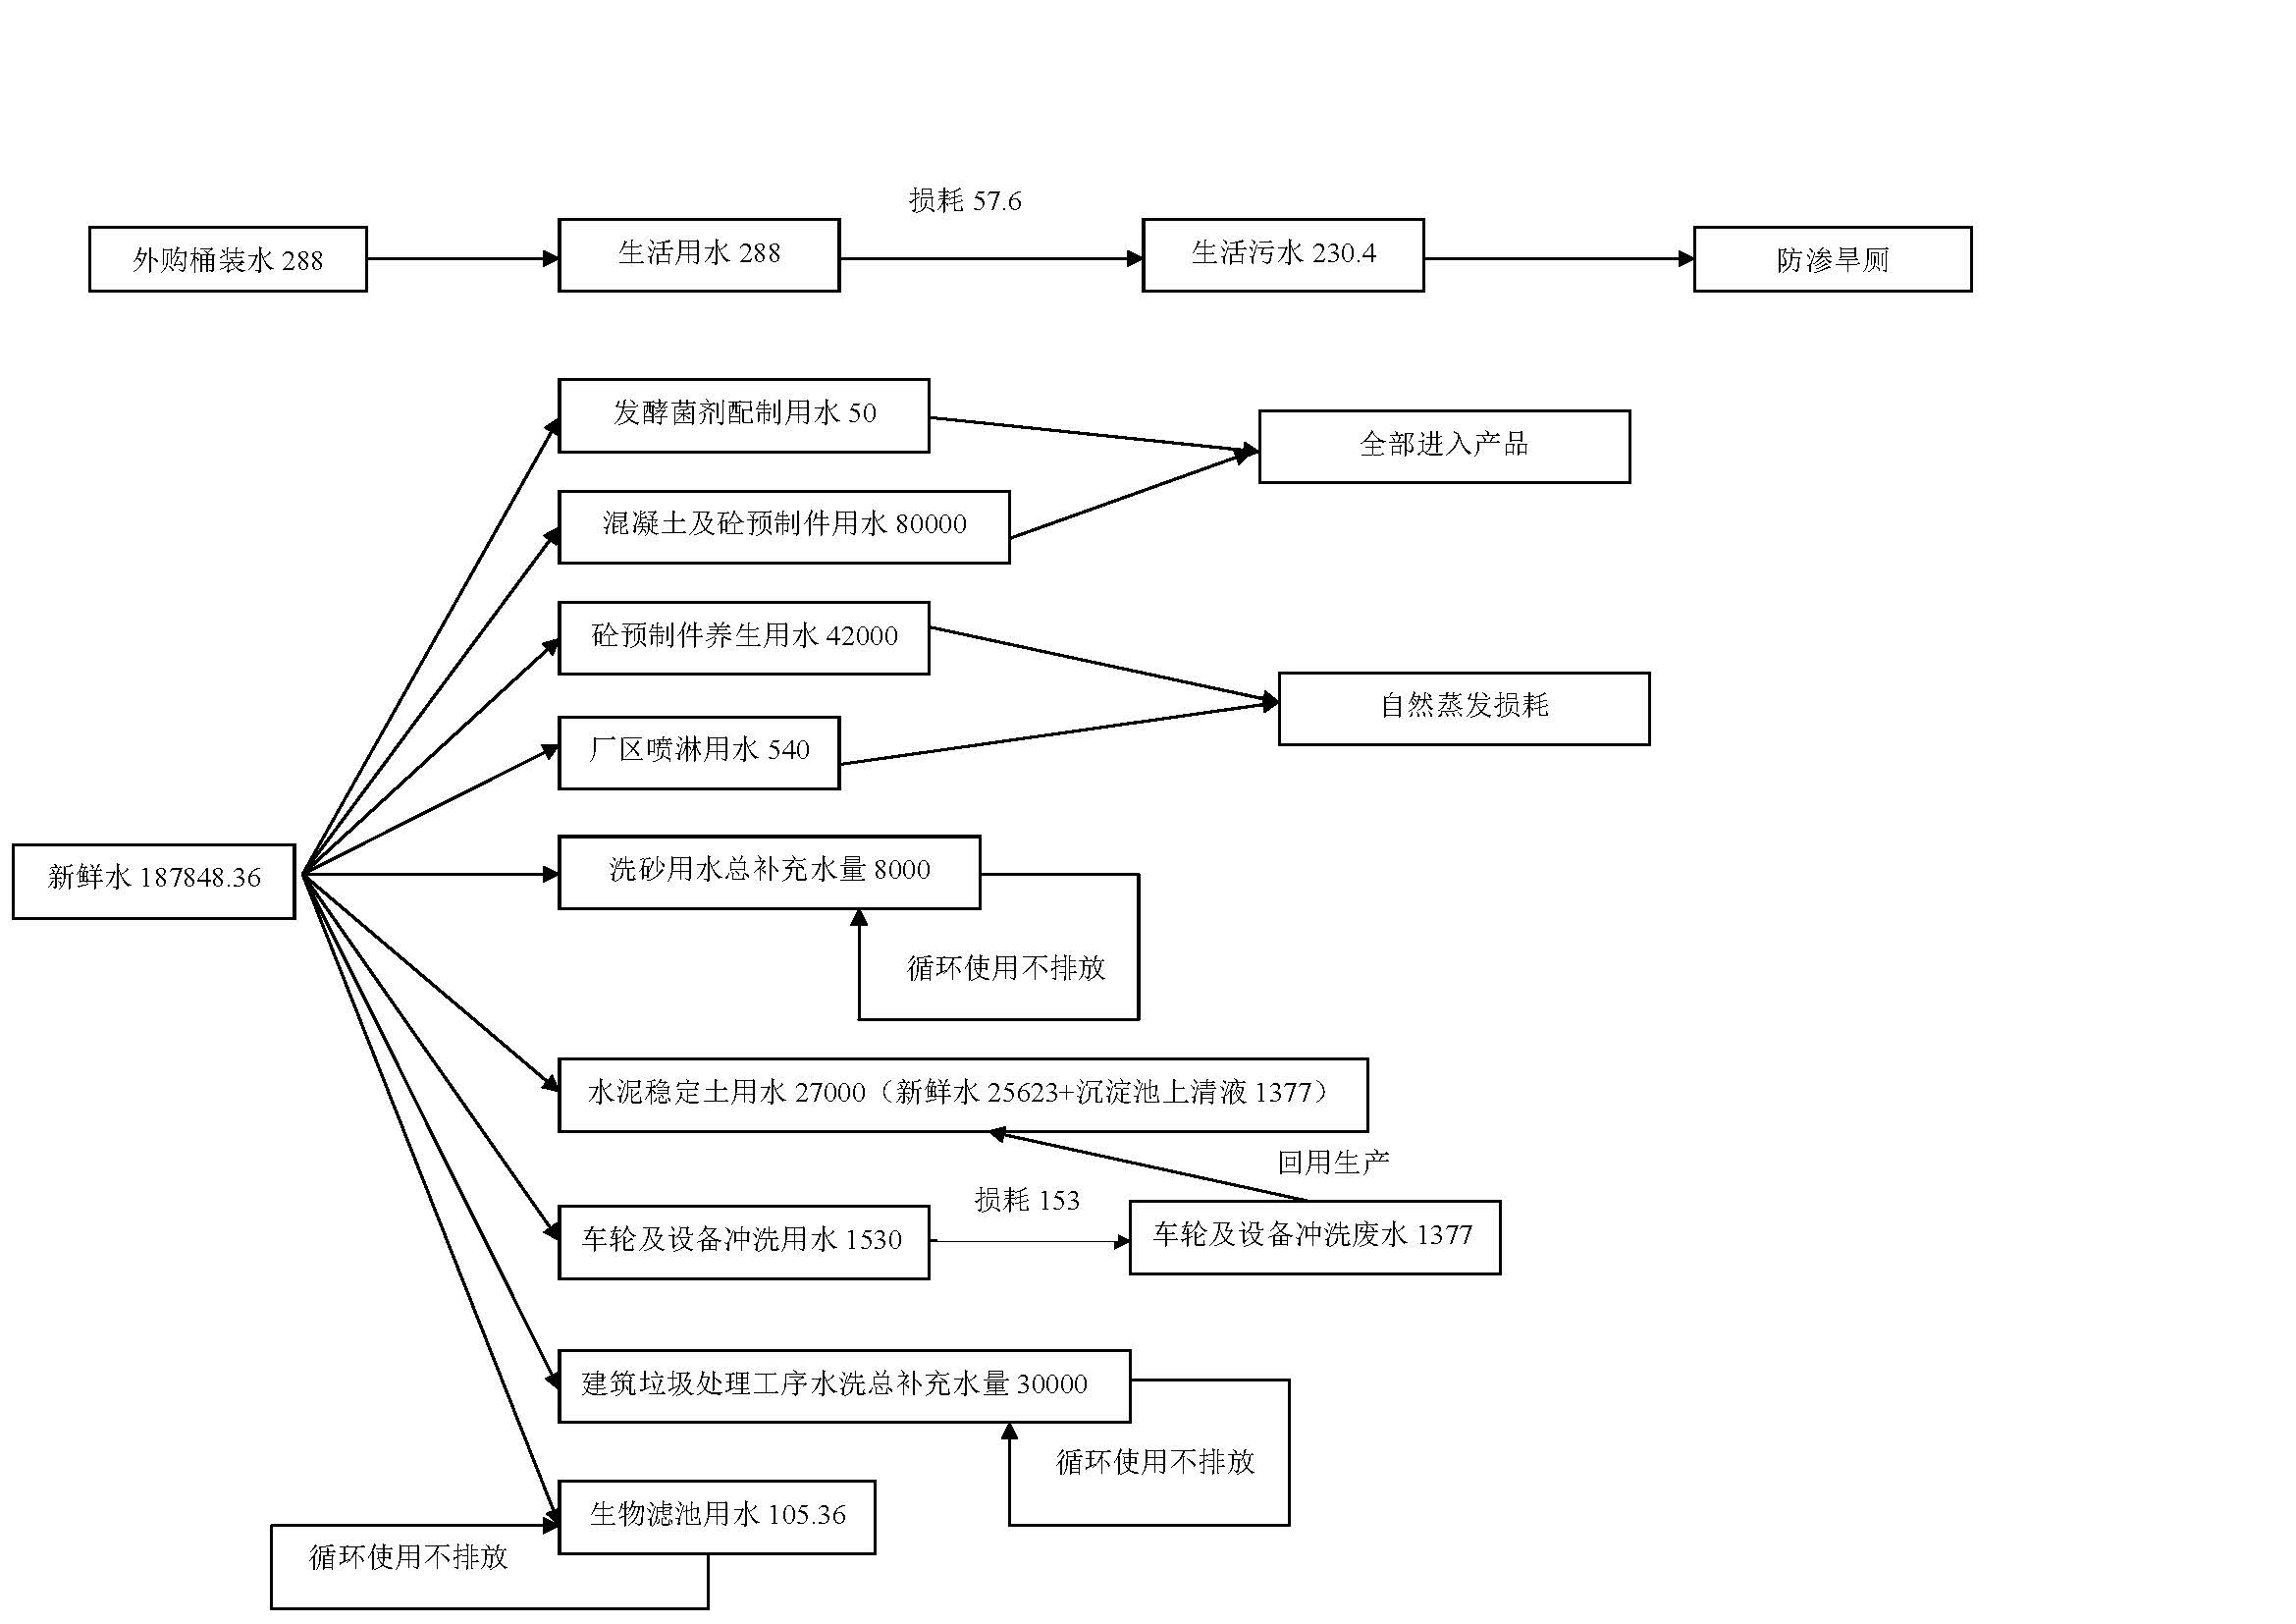 损耗 57.6
外购桶装水 288
生活用水 288
生活污水 230.4
防渗旱厕
发酵菌剂配制用水 50
全部进入产品
混凝土及砼预制件用水 80000
砼预制件养生用水 42000
自然蒸发损耗
厂区喷淋用水 540
新鲜水 187848.36
洗砂用水总补充水量 8000
循环使用不排放
水泥稳定土用水 27000（新鲜水 25623+沉淀池上清液 1377）
回用生产
损耗 153
车轮及设备冲洗用水 1530
车轮及设备冲洗废水 1377
建筑垃圾处理工序水洗总补充水量 30000
循环使用不排放
生物滤池用水 105.36
循环使用不排放